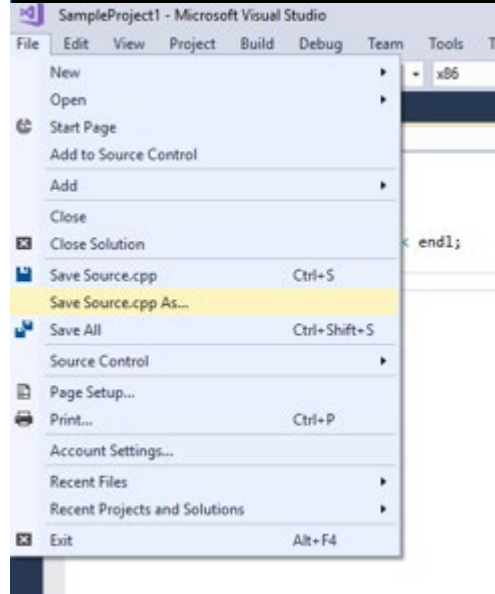 SampleProject1 - Microsoft Visual Studio
File Edit View Project Build Debug Team Tools T
New x86
Open
Start Page
Add to Source Control
Add
Close
Close Solution < endl;
Save Source.cpp Ctrl+S
Save Source.cpp As...
Save All Ctrl+Shift+S
Source Control
Page Setup...
Print... Ctrl+P
Account Settings...
Recent Files
Recent Projects and Solutions
Exit Alt+F4